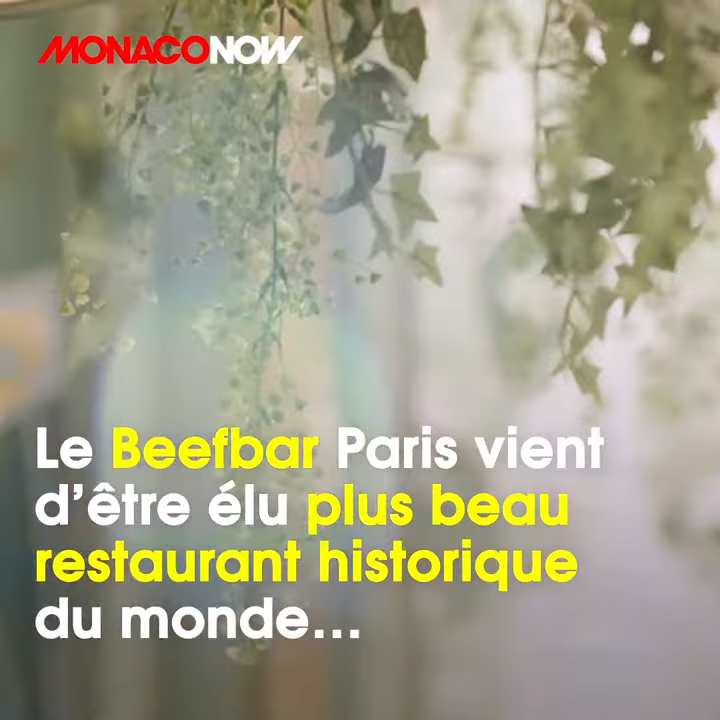 MONACONOW
Le Beefbar Paris vient
d'être élu plus beau
restaurant historique
du monde...